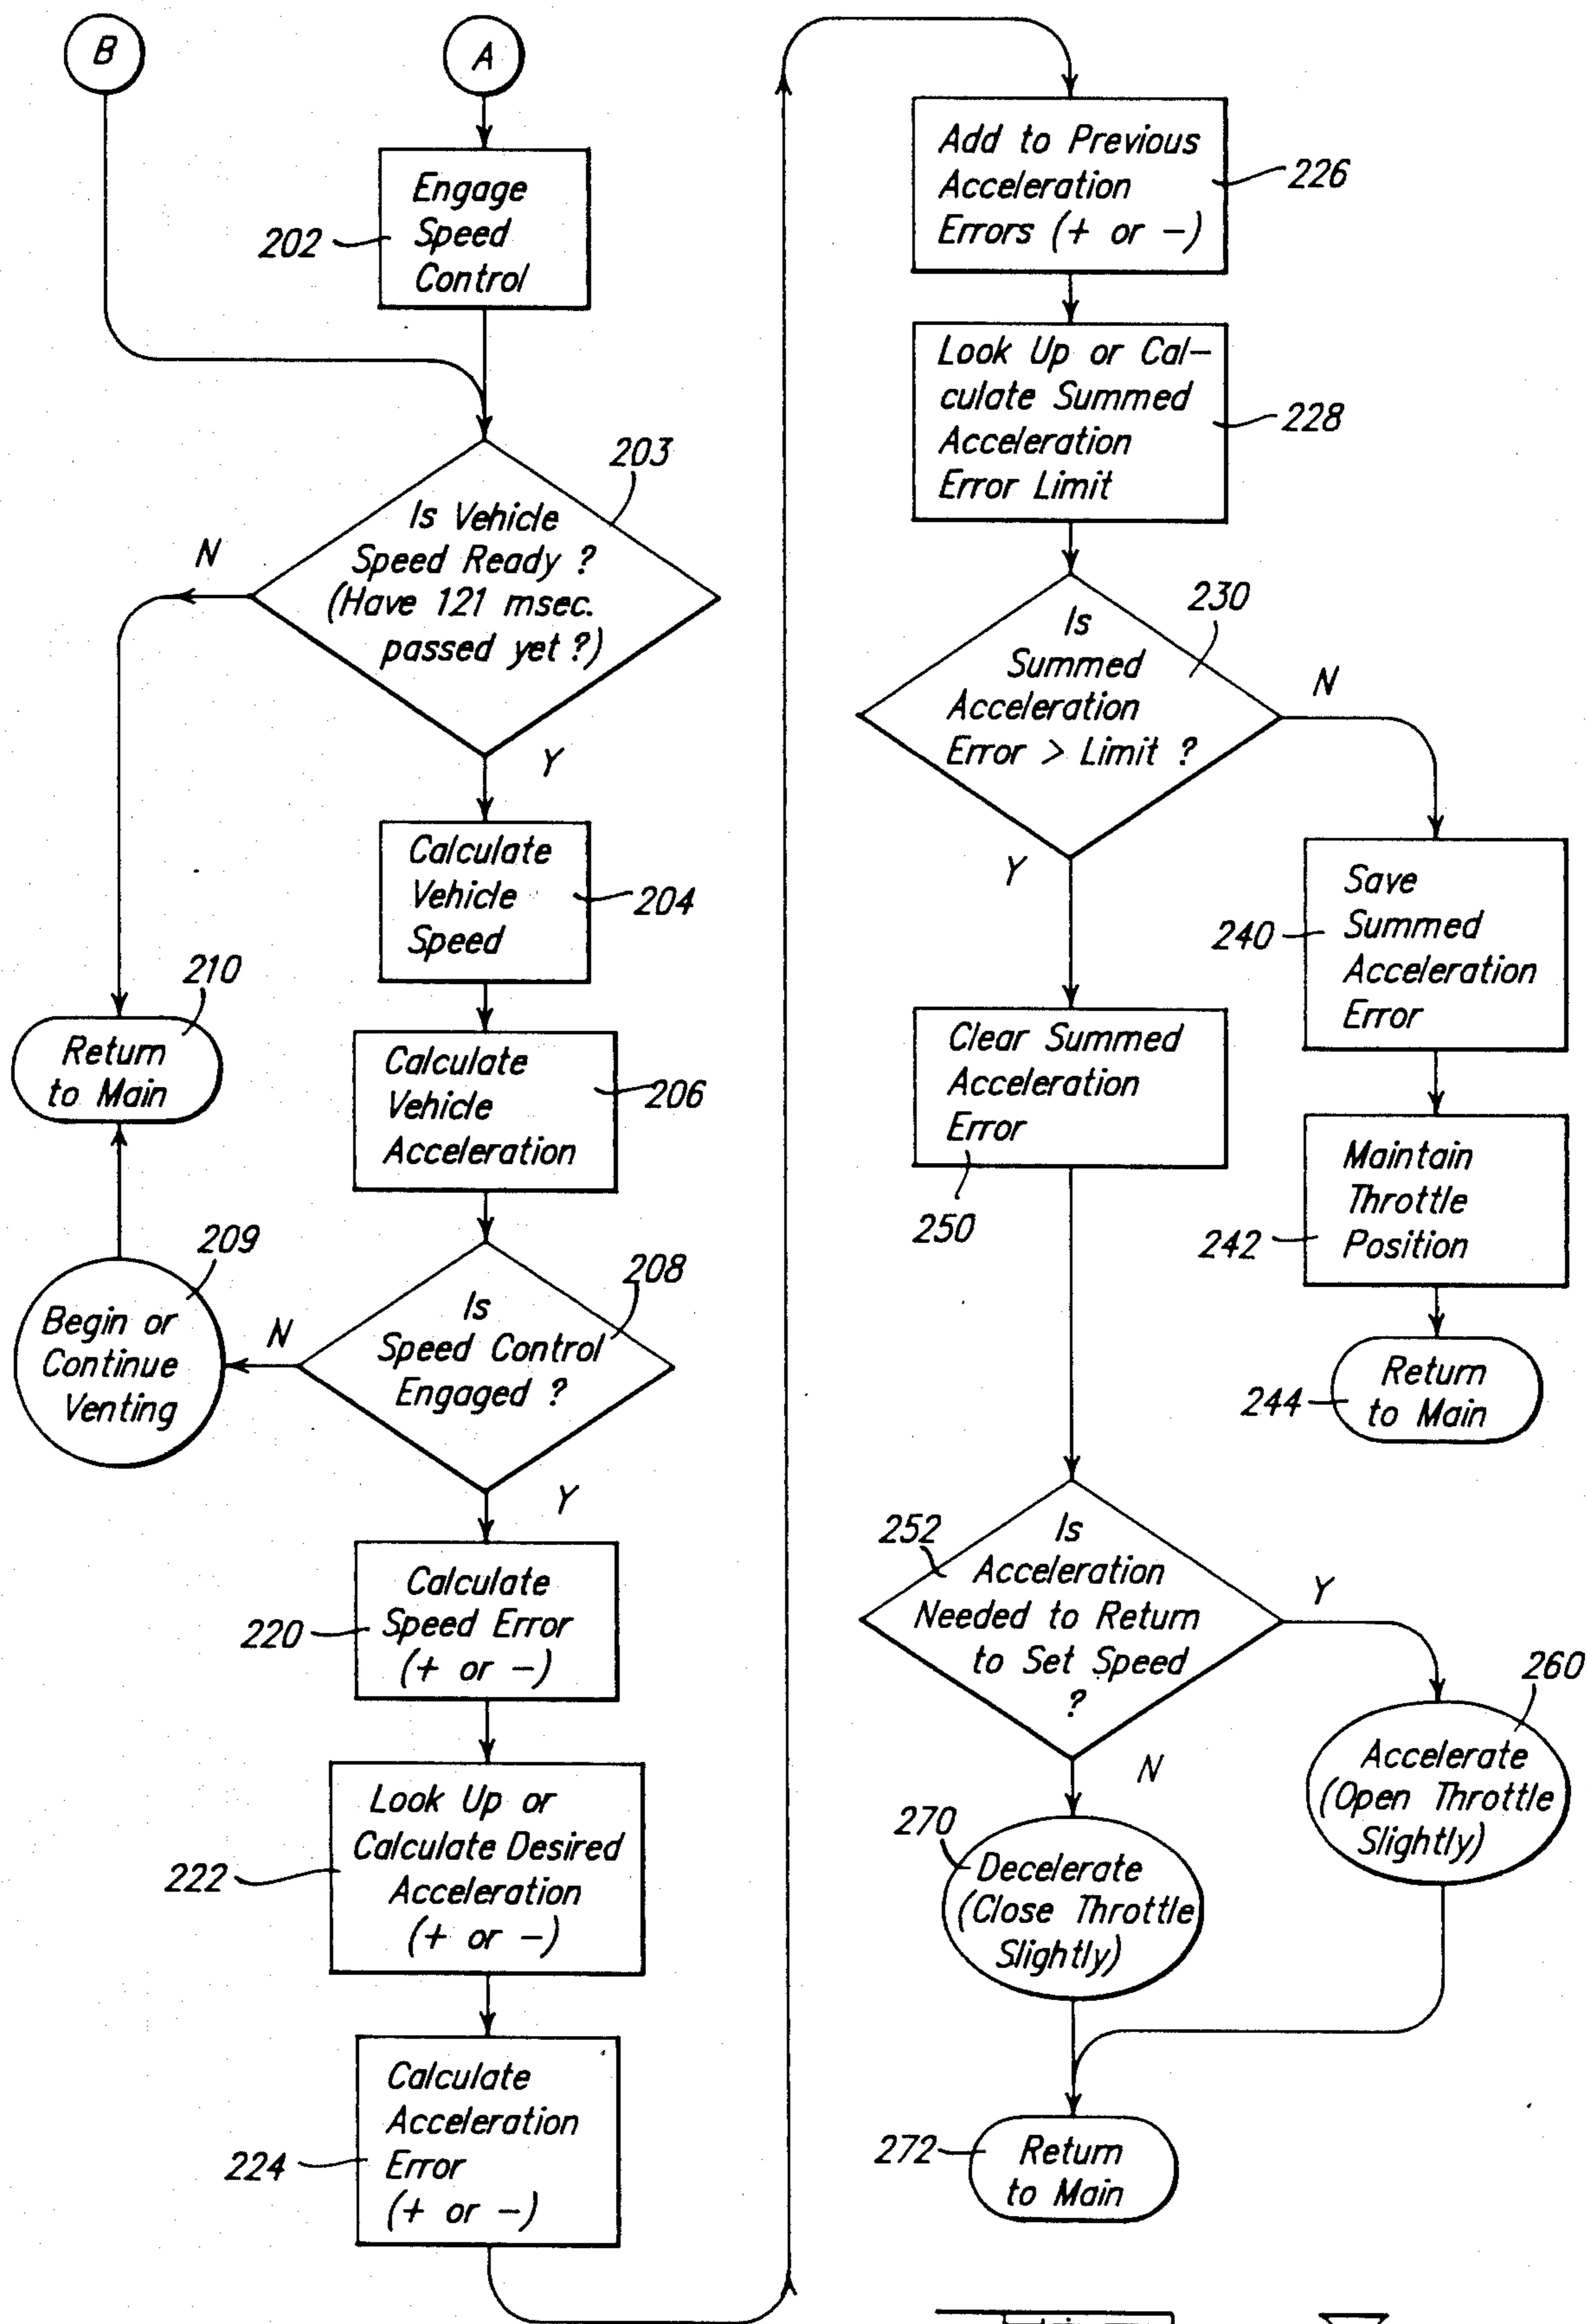 B
A
Engage
Speed
Control
202
203
Is Vehicle
Speed Ready ?
(Have 121 msec.
passed yet ?)
N
Y
Calculate
Vehicle
Speed
204
210
Return
to Main
Calculate
Vehicle
Acceleration
206
209
Begin or
Continue
Venting
208
Is
Speed Control
Engaged ?
N
Y
Calculate
Speed Error
(+ or −)
220
Look Up or
Calculate Desired
Acceleration
(+ or −)
222
Calculate
Acceleration
Error
(+ or −)
224
Add to Previous
Acceleration
Errors (+ or −)
226
Look Up or Cal-
culate Summed
Acceleration
Error Limit
228
230
Is
Summed
Acceleration
Error > Limit ?
N
Y
Save
Summed
Acceleration
Error
240
Clear Summed
Acceleration
Error
250
Maintain
Throttle
Position
242
Return
to Main
244
252
Is
Acceleration
Needed to Return
to Set Speed
?
Y
N
260
Accelerate
(Open Throttle
Slightly)
270
Decelerate
(Close Throttle
Slightly)
272
Return
to Main